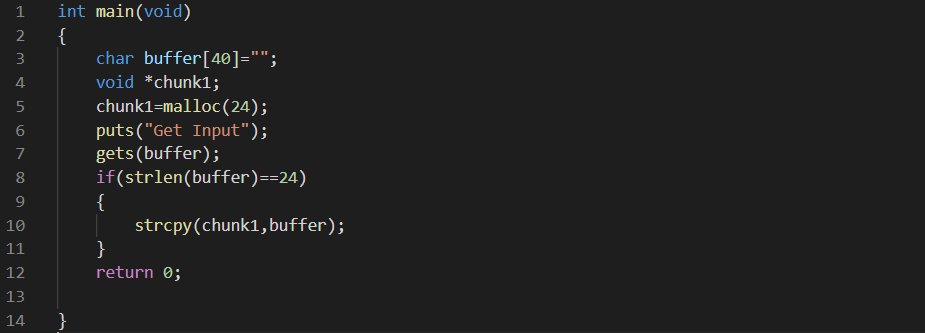 1 int main(void)
2 {
3     char buffer[40]="";
4     void *chunk1;
5     chunk1=malloc(24);
6     puts("Get Input");
7     gets(buffer);
8     if(strlen(buffer)==24)
9     {
10         strcpy(chunk1,buffer);
11     }
12     return 0;
13
14 }